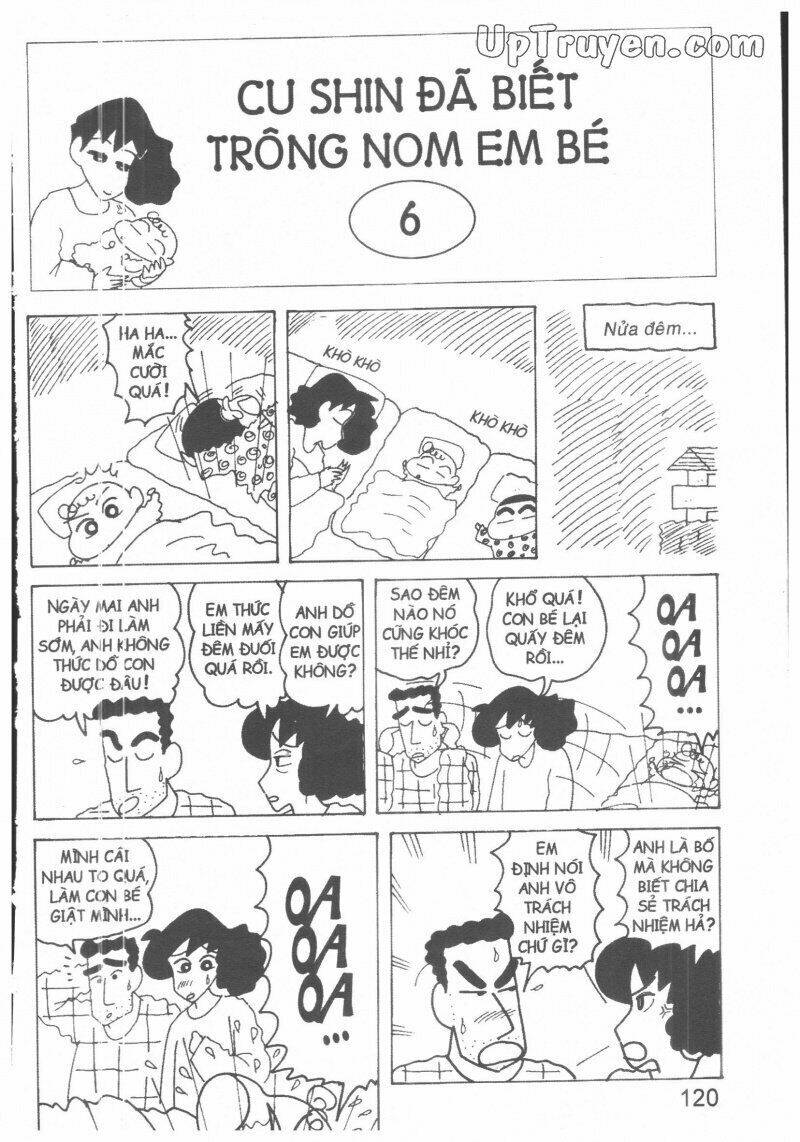 UpTruyen.com
CU SHIN ĐÃ BIẾT
TRÔNG NOM EM BÉ
6
Nửa đêm...
KHÒ KHÒ
KHÒ KHÒ
HA HA...
MẮC
CƯỜI
QUÁ!
OA
OA
OA
...
KHỔ QUÁ!
CON BÉ LẠI
QUẤY ĐÊM
RỒI...
SAO ĐÊM
NÀO NÓ
CŨNG KHÓC
THẾ NHỈ?
ANH DỖ
CON GIÚP
EM ĐƯỢC
KHÔNG?
EM THỨC
LIỀN MẤY
ĐÊM ĐUỐI
QUÁ RỒI.
NGÀY MAI ANH
PHẢI ĐI LÀM
SỚM, ANH KHÔNG
THỨC DỖ CON
ĐƯỢC ĐÂU!
ANH LÀ BỐ
MÀ KHÔNG
BIẾT CHIA
SẺ TRÁCH
NHIỆM HẢ?
EM
ĐỊNH NÓI
ANH VÔ
TRÁCH
NHIỆM
CHỨ GÌ?
OA
OA
OA
...
MÌNH CÃI
NHAU TO QUÁ,
LÀM CON BÉ
GIẬT MÌNH...
120